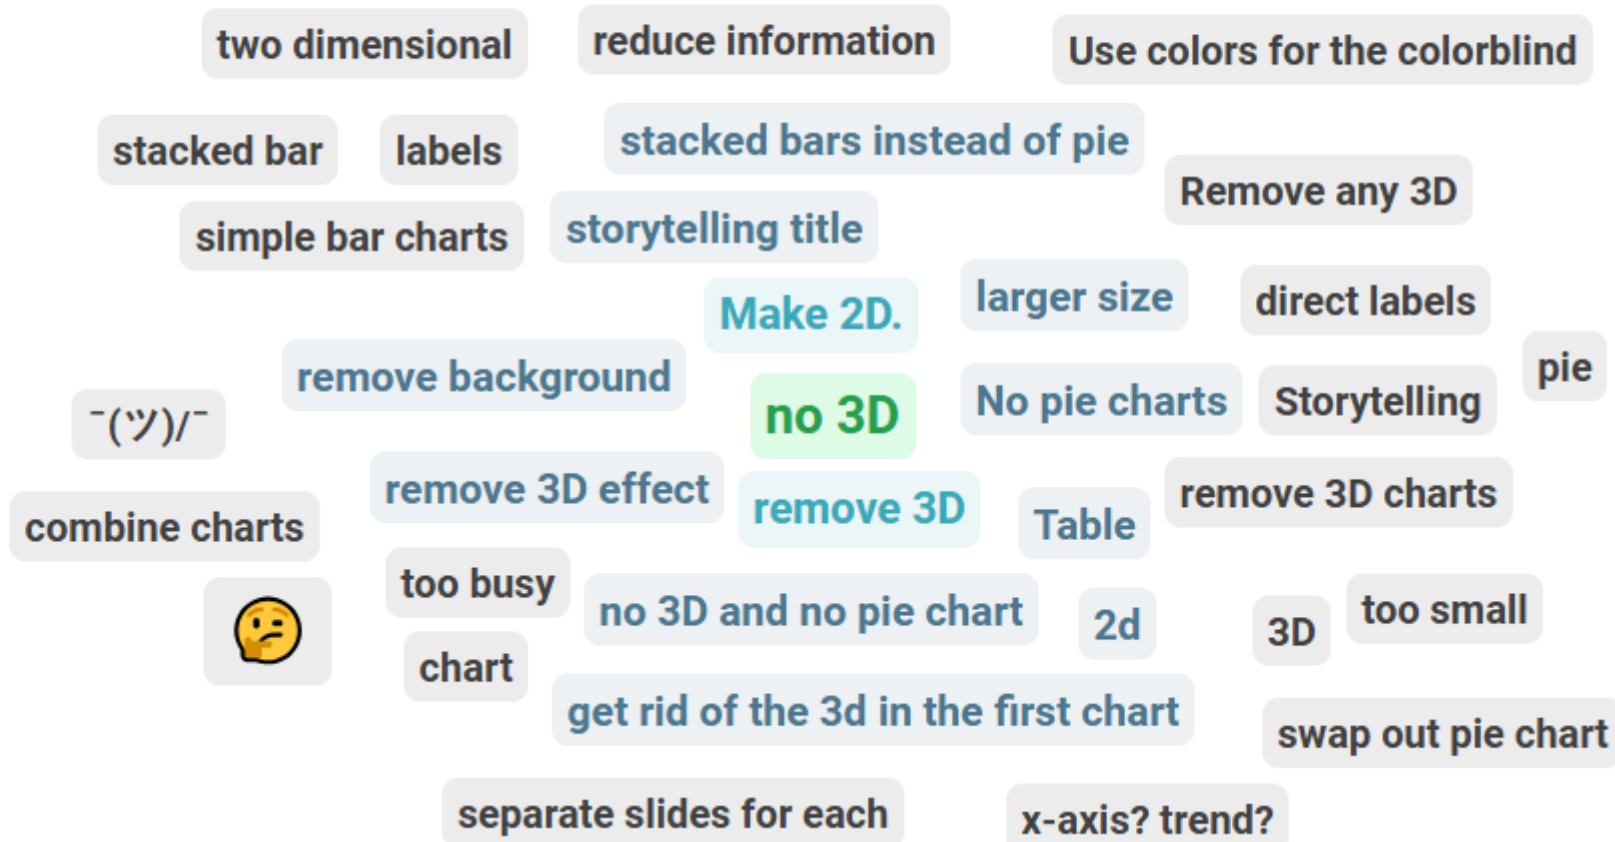 two dimensional
reduce information
Use colors for the colorblind
stacked bar
labels
stacked bars instead of pie
Remove any 3D
simple bar charts
storytelling title
Make 2D.
larger size
direct labels
remove background
no 3D
No pie charts
Storytelling
pie
¯(ツ)/¯
remove 3D effect
remove 3D
Table
remove 3D charts
combine charts
too busy
no 3D and no pie chart
2d
3D
too small
🤔
chart
get rid of the 3d in the first chart
swap out pie chart
separate slides for each
x-axis? trend?